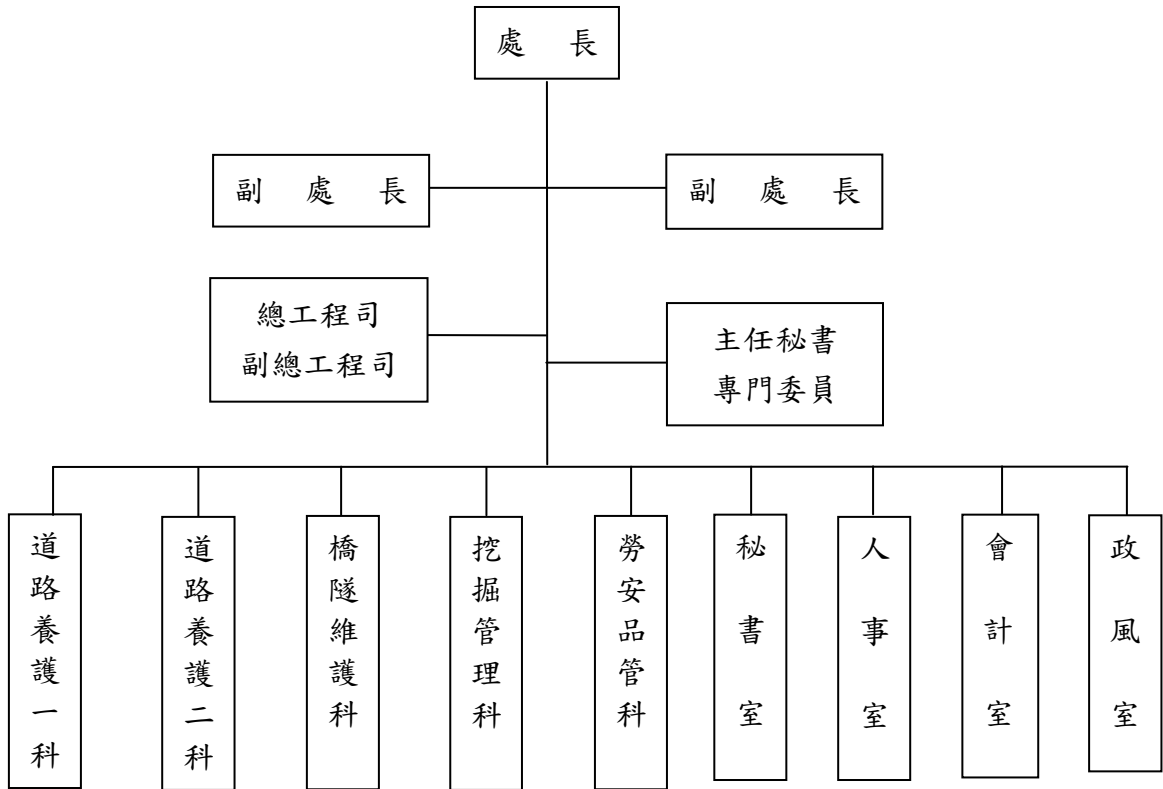 處長
副處長
副處長
總工程司
副總工程司
主任秘書
專門委員
道路養護一科
道路養護二科
橋隧維護科
挖掘管理科
勞安品管科
秘書室
人事室
會計室
政風室